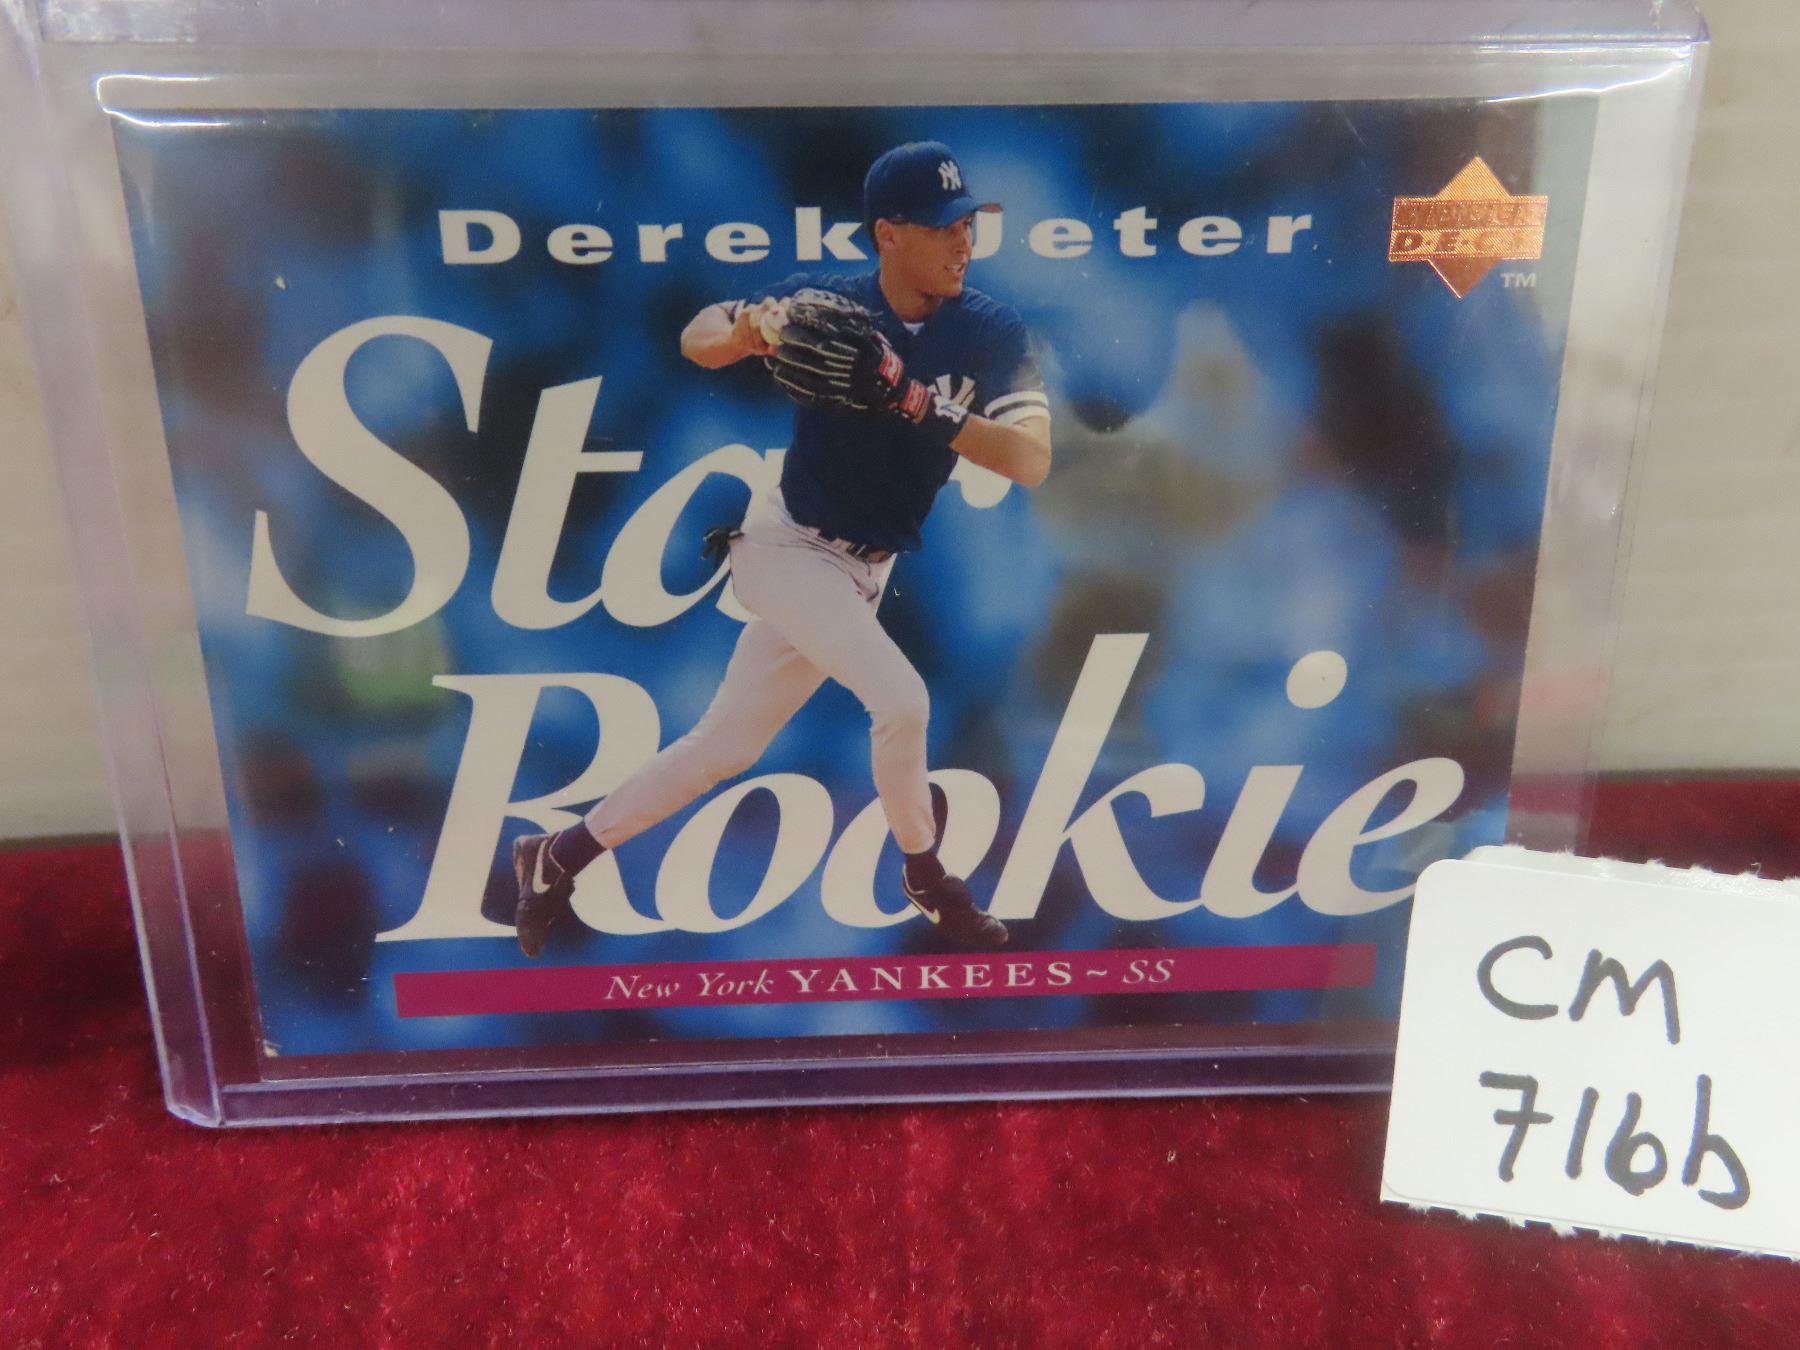 Derek Jeter
UPPER
DECK
TM
Star
Rookie
New York YANKEES ~ SS
CM
716b